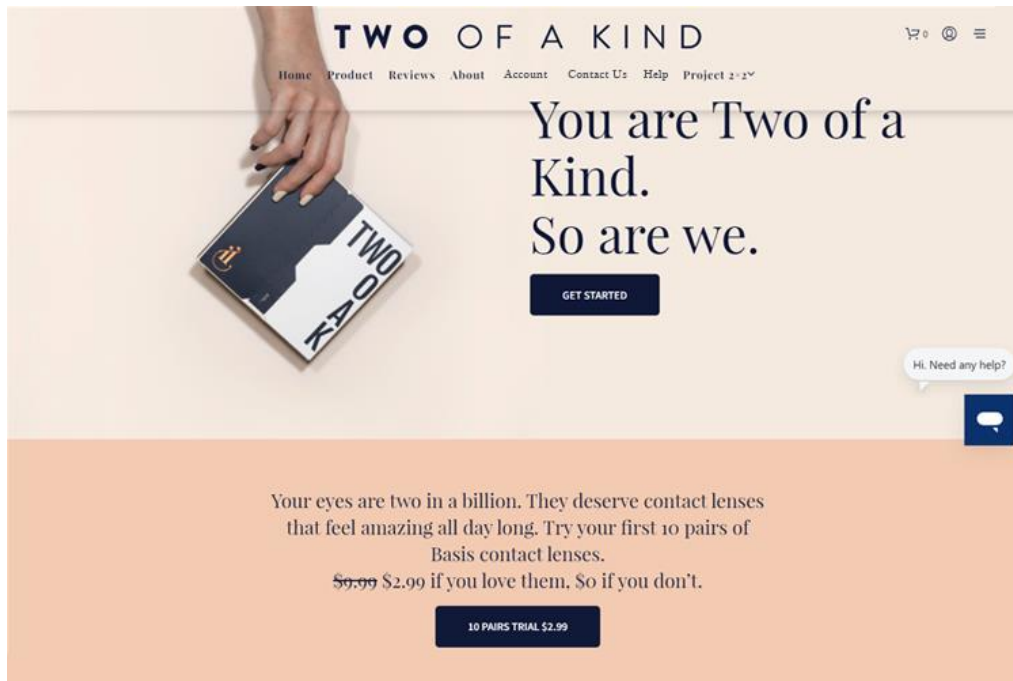 TWO OF A KIND
0
Home Product Reviews About Account Contact Us Help Project 2+2
You are Two of a
Kind.
So are we.
GET STARTED
TWO
O
A
K
Hi. Need any help?
Your eyes are two in a billion. They deserve contact lenses
that feel amazing all day long. Try your first 10 pairs of
Basis contact lenses.
$9.99 $2.99 if you love them, $0 if you don't.
10 PAIRS TRIAL $2.99